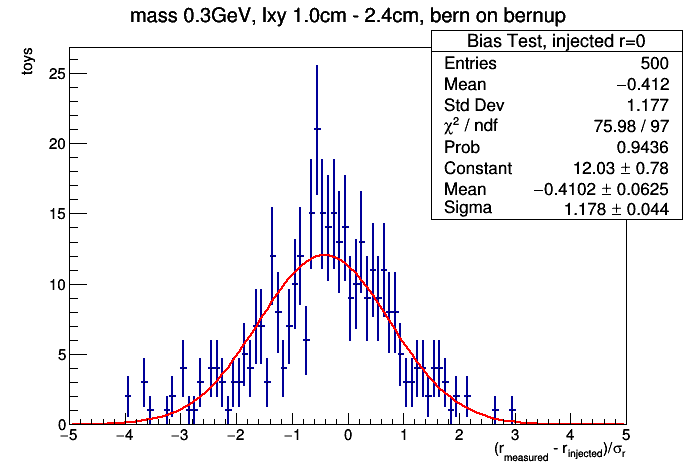 mass 0.3GeV, lxy 1.0cm - 2.4cm, bern on bernup
Bias Test, injected r=0
Entries 500
Mean −0.412
Std Dev 1.177
χ² / ndf 75.98 / 97
Prob 0.9436
Constant 12.03 ± 0.78
Mean −0.4102 ± 0.0625
Sigma 1.178 ± 0.044
toys
25
20
15
10
5
0
−5 −4 −3 −2 −1 0 1 2 3 4 5
(r_measured - r_injected)/σ_r